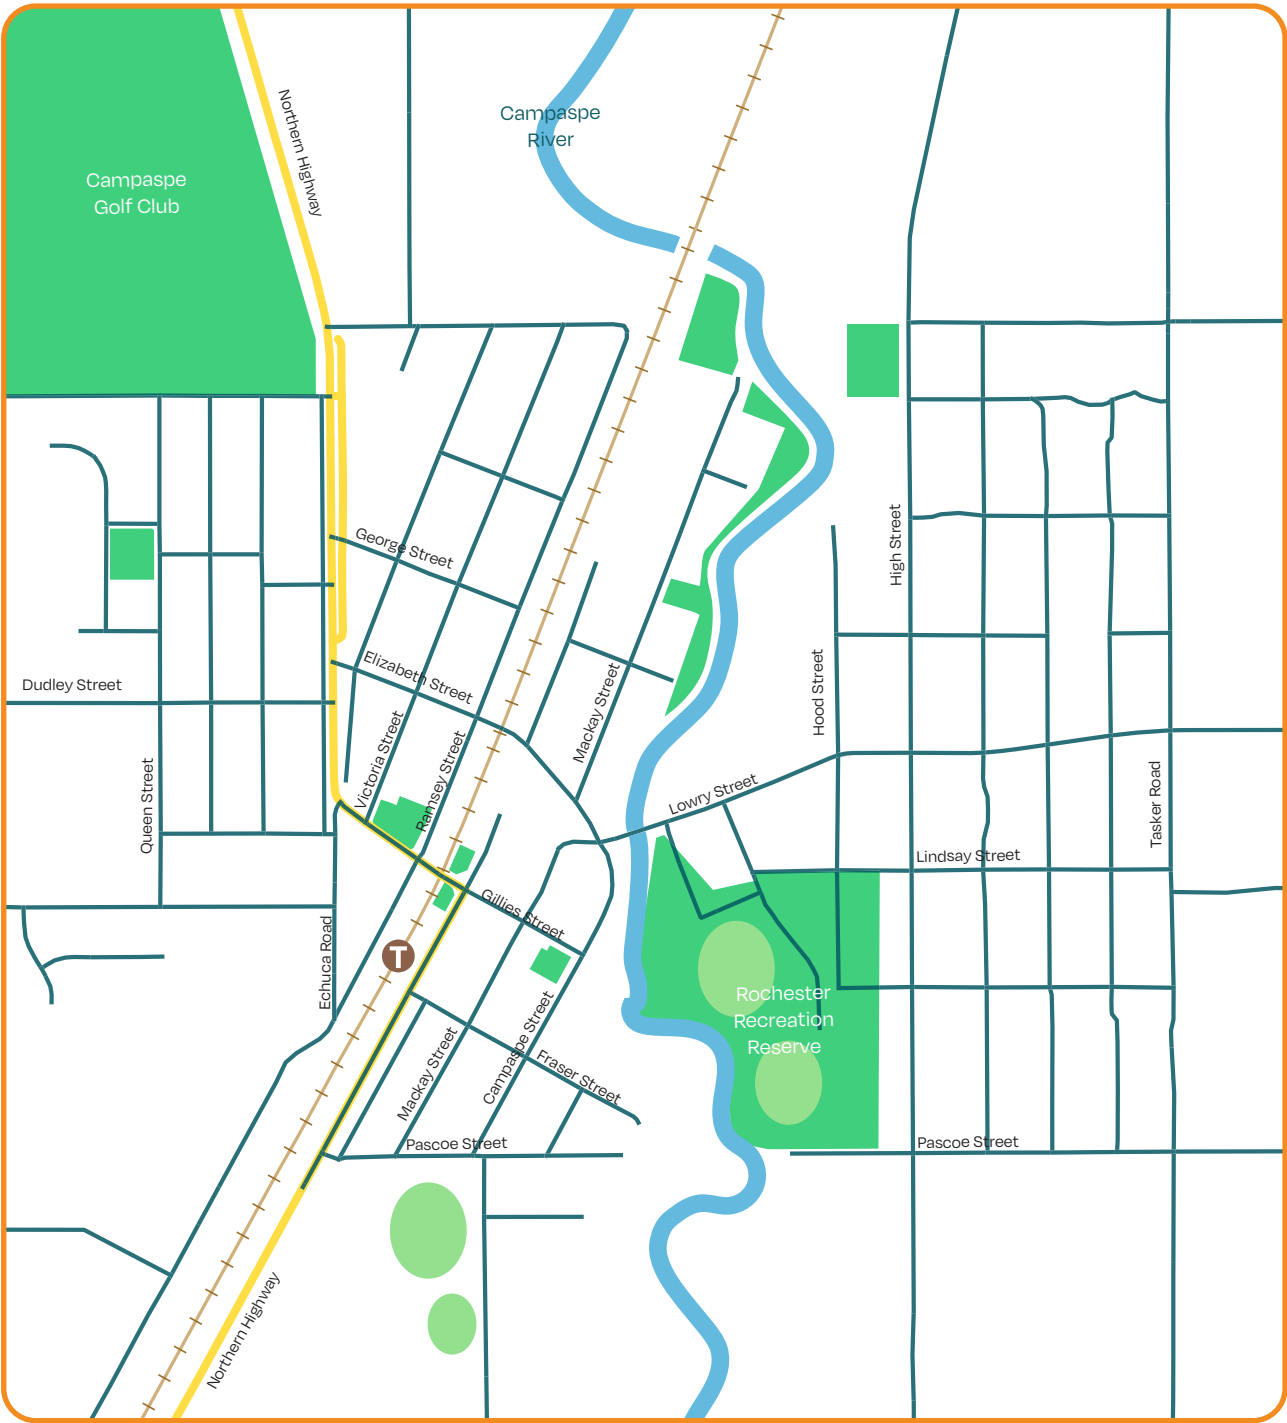 Northern Highway
Campaspe
River
Campaspe
Golf Club
George Street
High Street
Elizabeth Street
Dudley Street
Hood Street
Mackay Street
Victoria Street
Ramsey Street
Queen Street
Lowry Street
Tasker Road
Lindsay Street
Gillies Street
Echuca Road
T
Rochester
Recreation
Reserve
Mackay Street
Campaspe Street
Fraser Street
Pascoe Street
Pascoe Street
Northern Highway